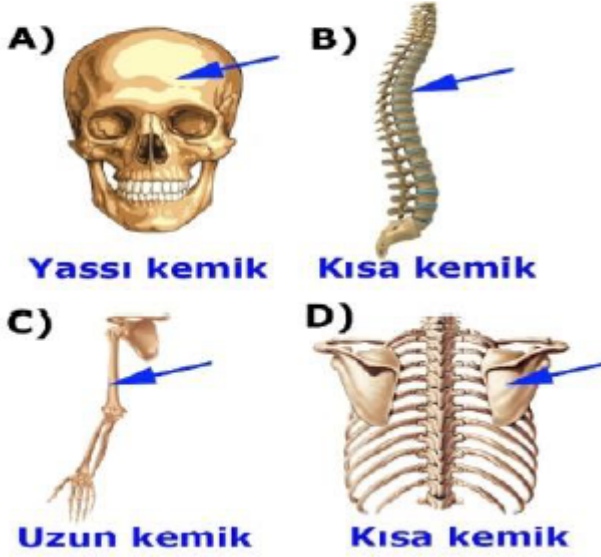 A)
B)
Yassı kemik
Kısa kemik
C)
D)
Uzun kemik
Kısa kemik